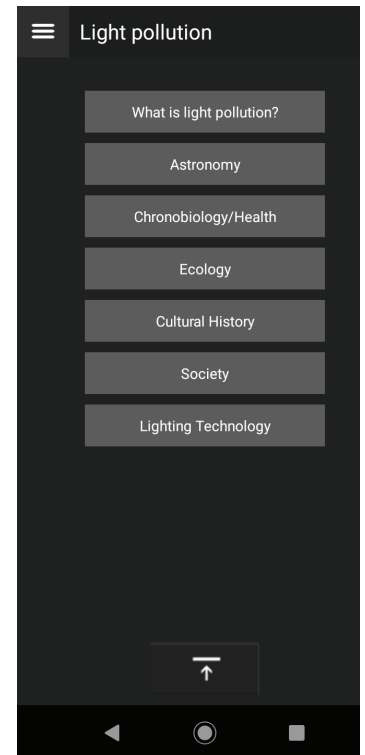 Light pollution
What is light pollution?
Astronomy
Chronobiology/Health
Ecology
Cultural History
Society
Lighting Technology